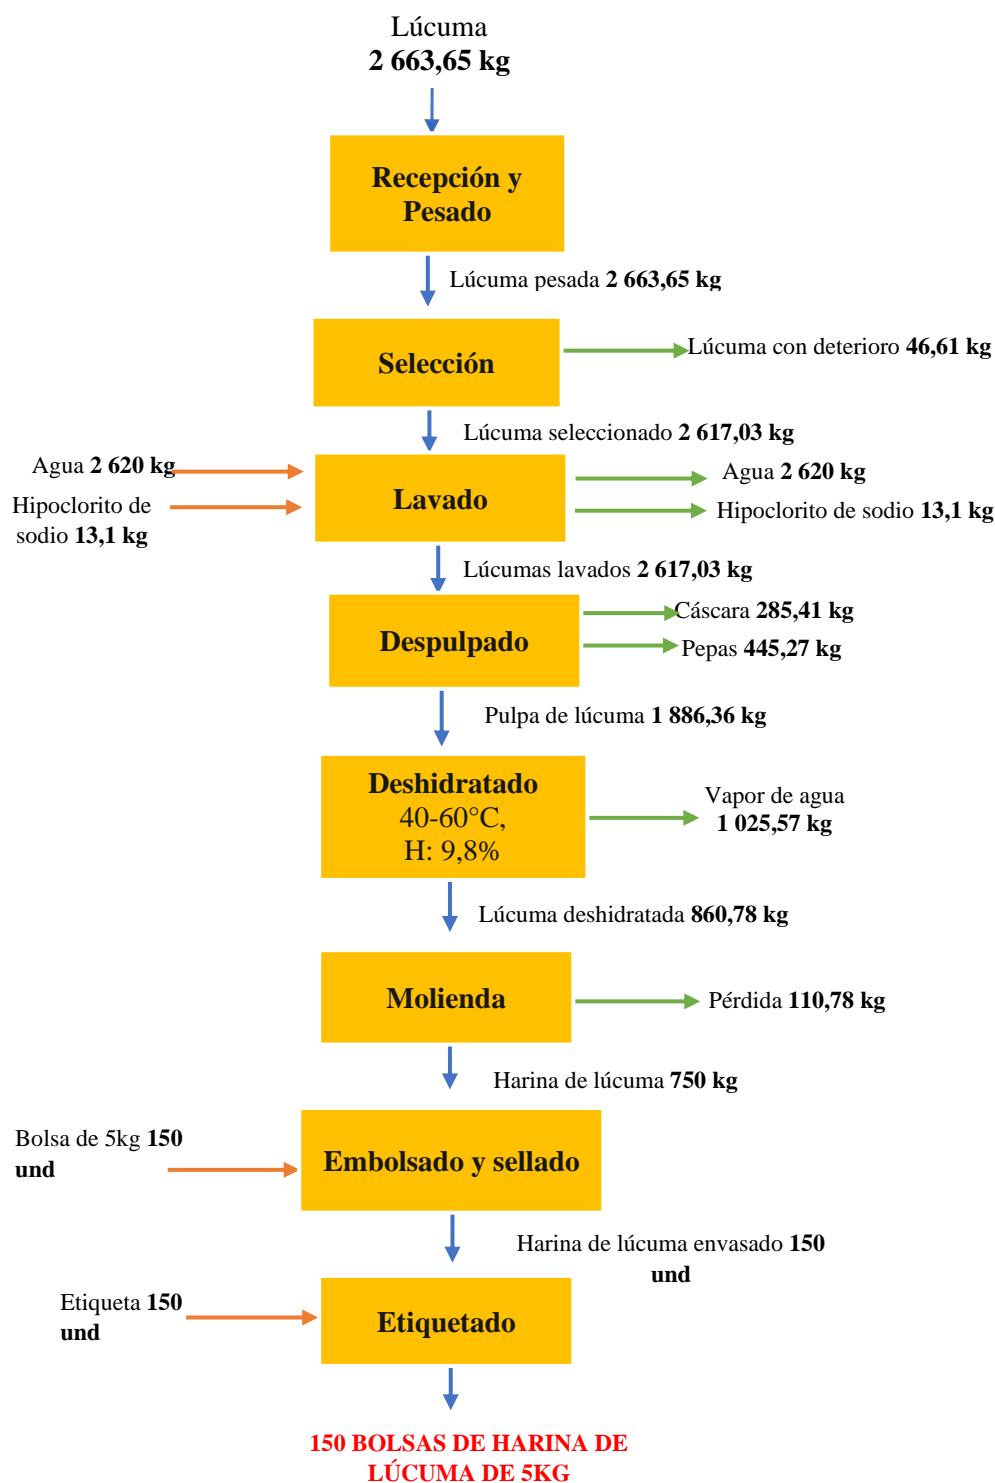 Lúcuma
2 663,65 kg
Recepción y
Pesado
Lúcuma pesada 2 663,65 kg
Selección
Lúcuma con deterioro 46,61 kg
Lúcuma seleccionado 2 617,03 kg
Agua 2 620 kg
Hipoclorito de
sodio 13,1 kg
Lavado
Agua 2 620 kg
Hipoclorito de sodio 13,1 kg
Lúcumas lavados 2 617,03 kg
Despulpado
Cáscara 285,41 kg
Pepas 445,27 kg
Pulpa de lúcuma 1 886,36 kg
Deshidratado
40-60°C,
H: 9,8%
Vapor de agua
1 025,57 kg
Lúcuma deshidratada 860,78 kg
Molienda
Pérdida 110,78 kg
Harina de lúcuma 750 kg
Bolsa de 5kg 150
und
Embolsado y sellado
Harina de lúcuma envasado 150
und
Etiqueta 150
und
Etiquetado
150 BOLSAS DE HARINA DE
LÚCUMA DE 5KG